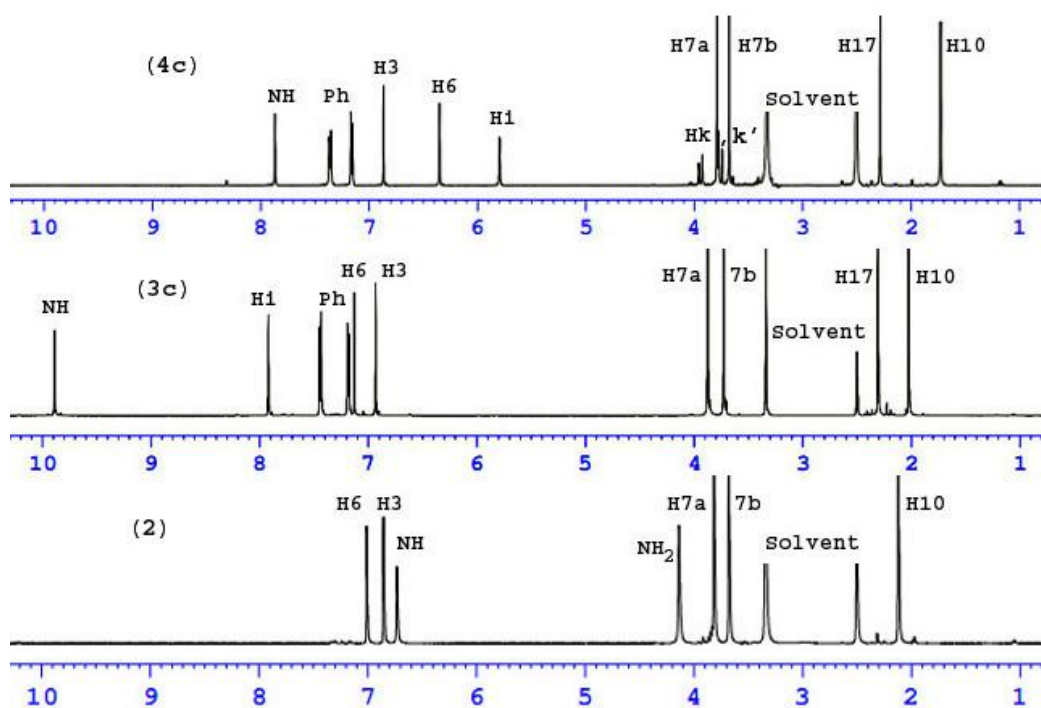 (4c) NH Ph H3 H6 Hi Hk,k' H7a H7b Solvent H17 H10
10 9 8 7 6 5 4 3 2 1
(3c) NH Hi Ph H6 H3 H7a 7b Solvent H17 H10
10 9 8 7 6 5 4 3 2 1
(2) H6 H3 NH NH2 H7a 7b Solvent H10
10 9 8 7 6 5 4 3 2 1